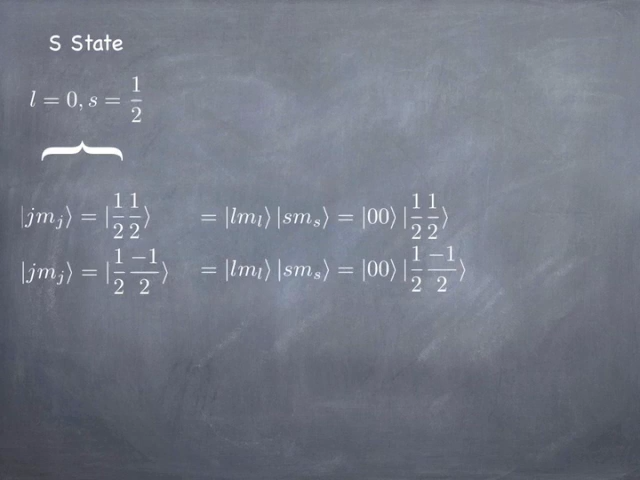 S State
l = 0, s = 1/2
|jm_j⟩ = |1/2 1/2⟩ = |lm_l⟩ |sm_s⟩ = |00⟩ |1/2 1/2⟩
|jm_j⟩ = |1/2 -1/2⟩ = |lm_l⟩ |sm_s⟩ = |00⟩ |1/2 -1/2⟩